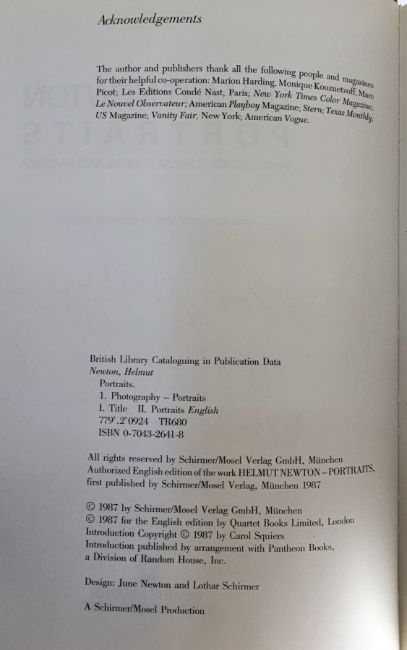 Acknowledgements
The author and publishers thank all the following people and magazines
for their helpful co-operation: Marion Harding, Monique Kouznetzoff, Marc
Picot; Les Editions Condé Nast, Paris; New York Times Color Magazine;
Le Nouvel Observateur; American Playboy Magazine; Stern; Texas Monthly,
US Magazine; Vanity Fair, New York; American Vogue.
British Library Cataloguing in Publication Data
Newton, Helmut
Portraits.
1. Photography – Portraits
I. Title II. Portraits English
779'.2'0924 TR680
ISBN 0-7043-2641-8
All rights reserved by Schirmer/Mosel Verlag GmbH, München
Authorized English edition of the work HELMUT NEWTON – PORTRAITS,
first published by Schirmer/Mosel Verlag, München 1987
© 1987 by Schirmer/Mosel Verlag GmbH, München
© 1987 for the English edition by Quartet Books Limited, London
Introduction Copyright © 1987 by Carol Squiers
Introduction published by arrangement with Pantheon Books,
a Division of Random House, Inc.
Design: June Newton and Lothar Schirmer
A Schirmer/Mosel Production